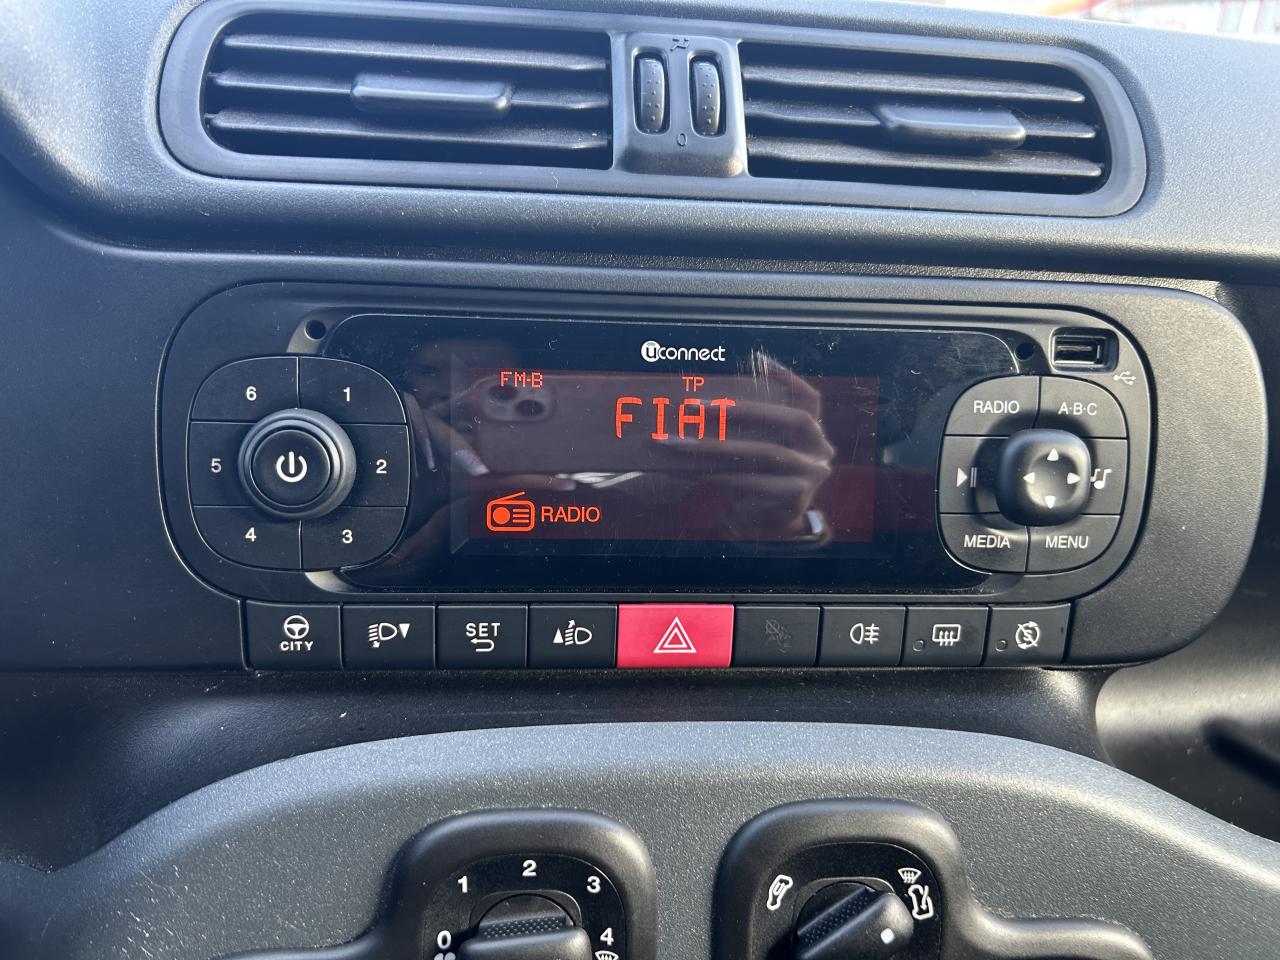 0
uconnect
FM-B
TP
FIAT
RADIO
6
1
5
2
4
3
RADIO
A·B·C
MEDIA
MENU
CITY
SET
0
1
2
3
4